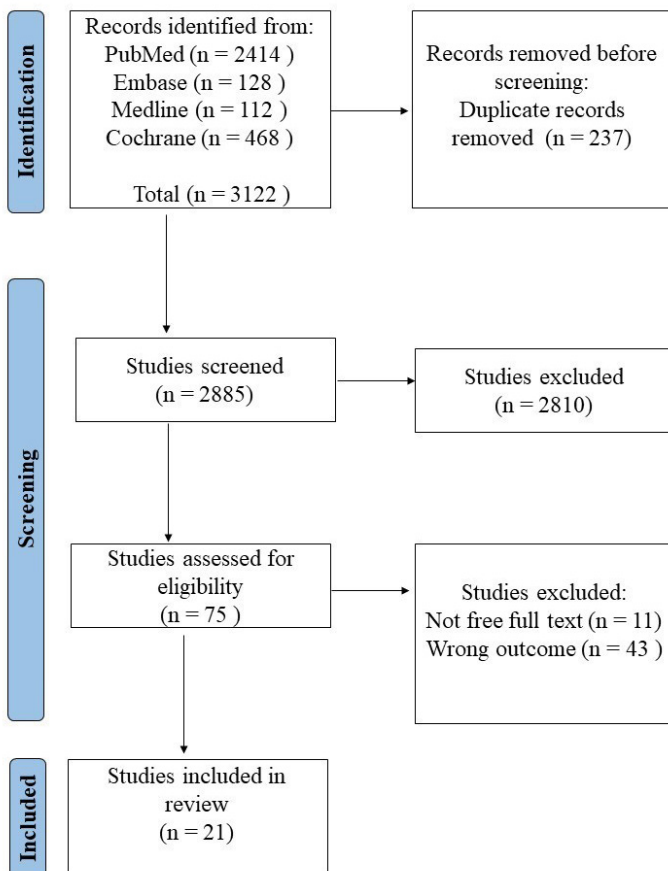 Identification
Records identified from:
PubMed (n = 2414 )
Embase (n = 128 )
Medline (n = 112 )
Cochrane (n = 468 )
Total (n = 3122 )
Records removed before
screening:
Duplicate records
removed (n = 237)
Screening
Studies screened
(n = 2885)
Studies excluded
(n = 2810)
Studies assessed for
eligibility
(n = 75 )
Studies excluded:
Not free full text (n = 11)
Wrong outcome (n = 43 )
Included
Studies included in
review
(n = 21)